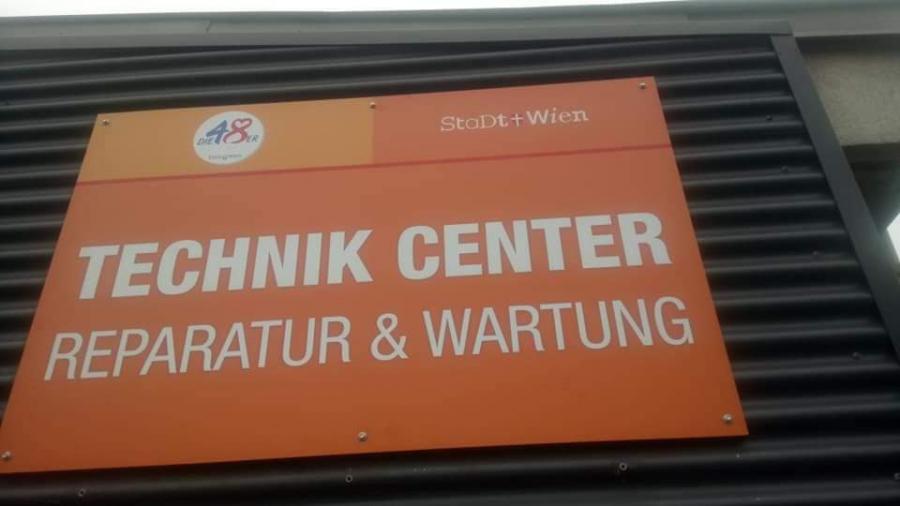 DIE 48ER
StaDt+Wien
TECHNIK CENTER
REPARATUR & WARTUNG